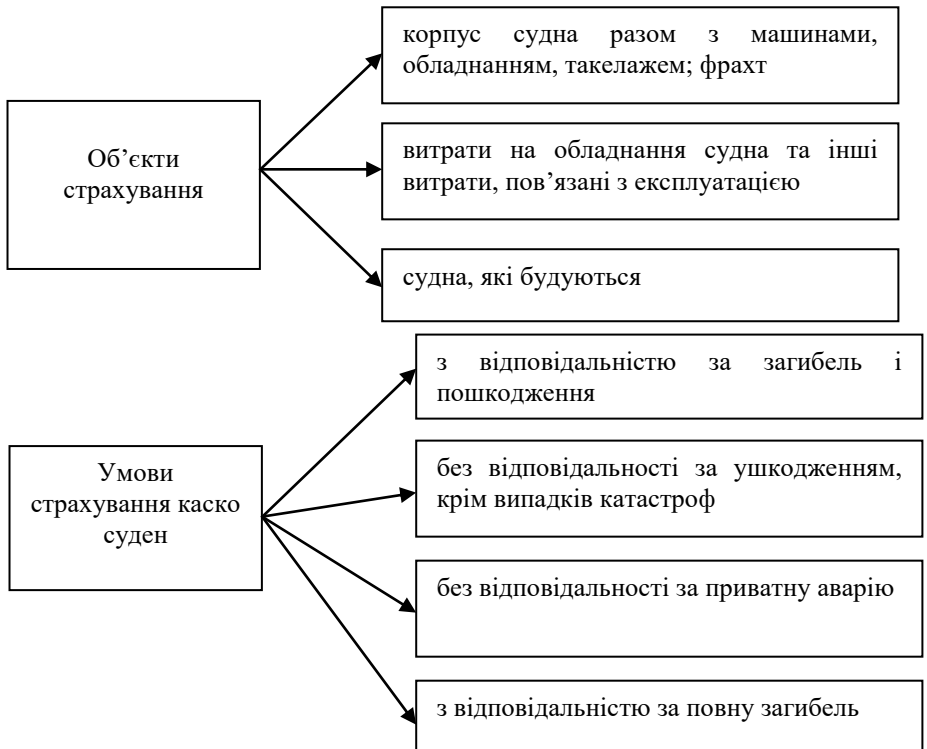 корпус судна разом з машинами,
обладнанням, такелажем; фрахт
Об’єкти
страхування
витрати на обладнання судна та інші
витрати, пов’язані з експлуатацією
судна, які будуються
з відповідальністю за загибель і
пошкодження
Умови
страхування каско
суден
без відповідальності за ушкодженням,
крім випадків катастроф
без відповідальності за приватну аварію
з відповідальністю за повну загибель